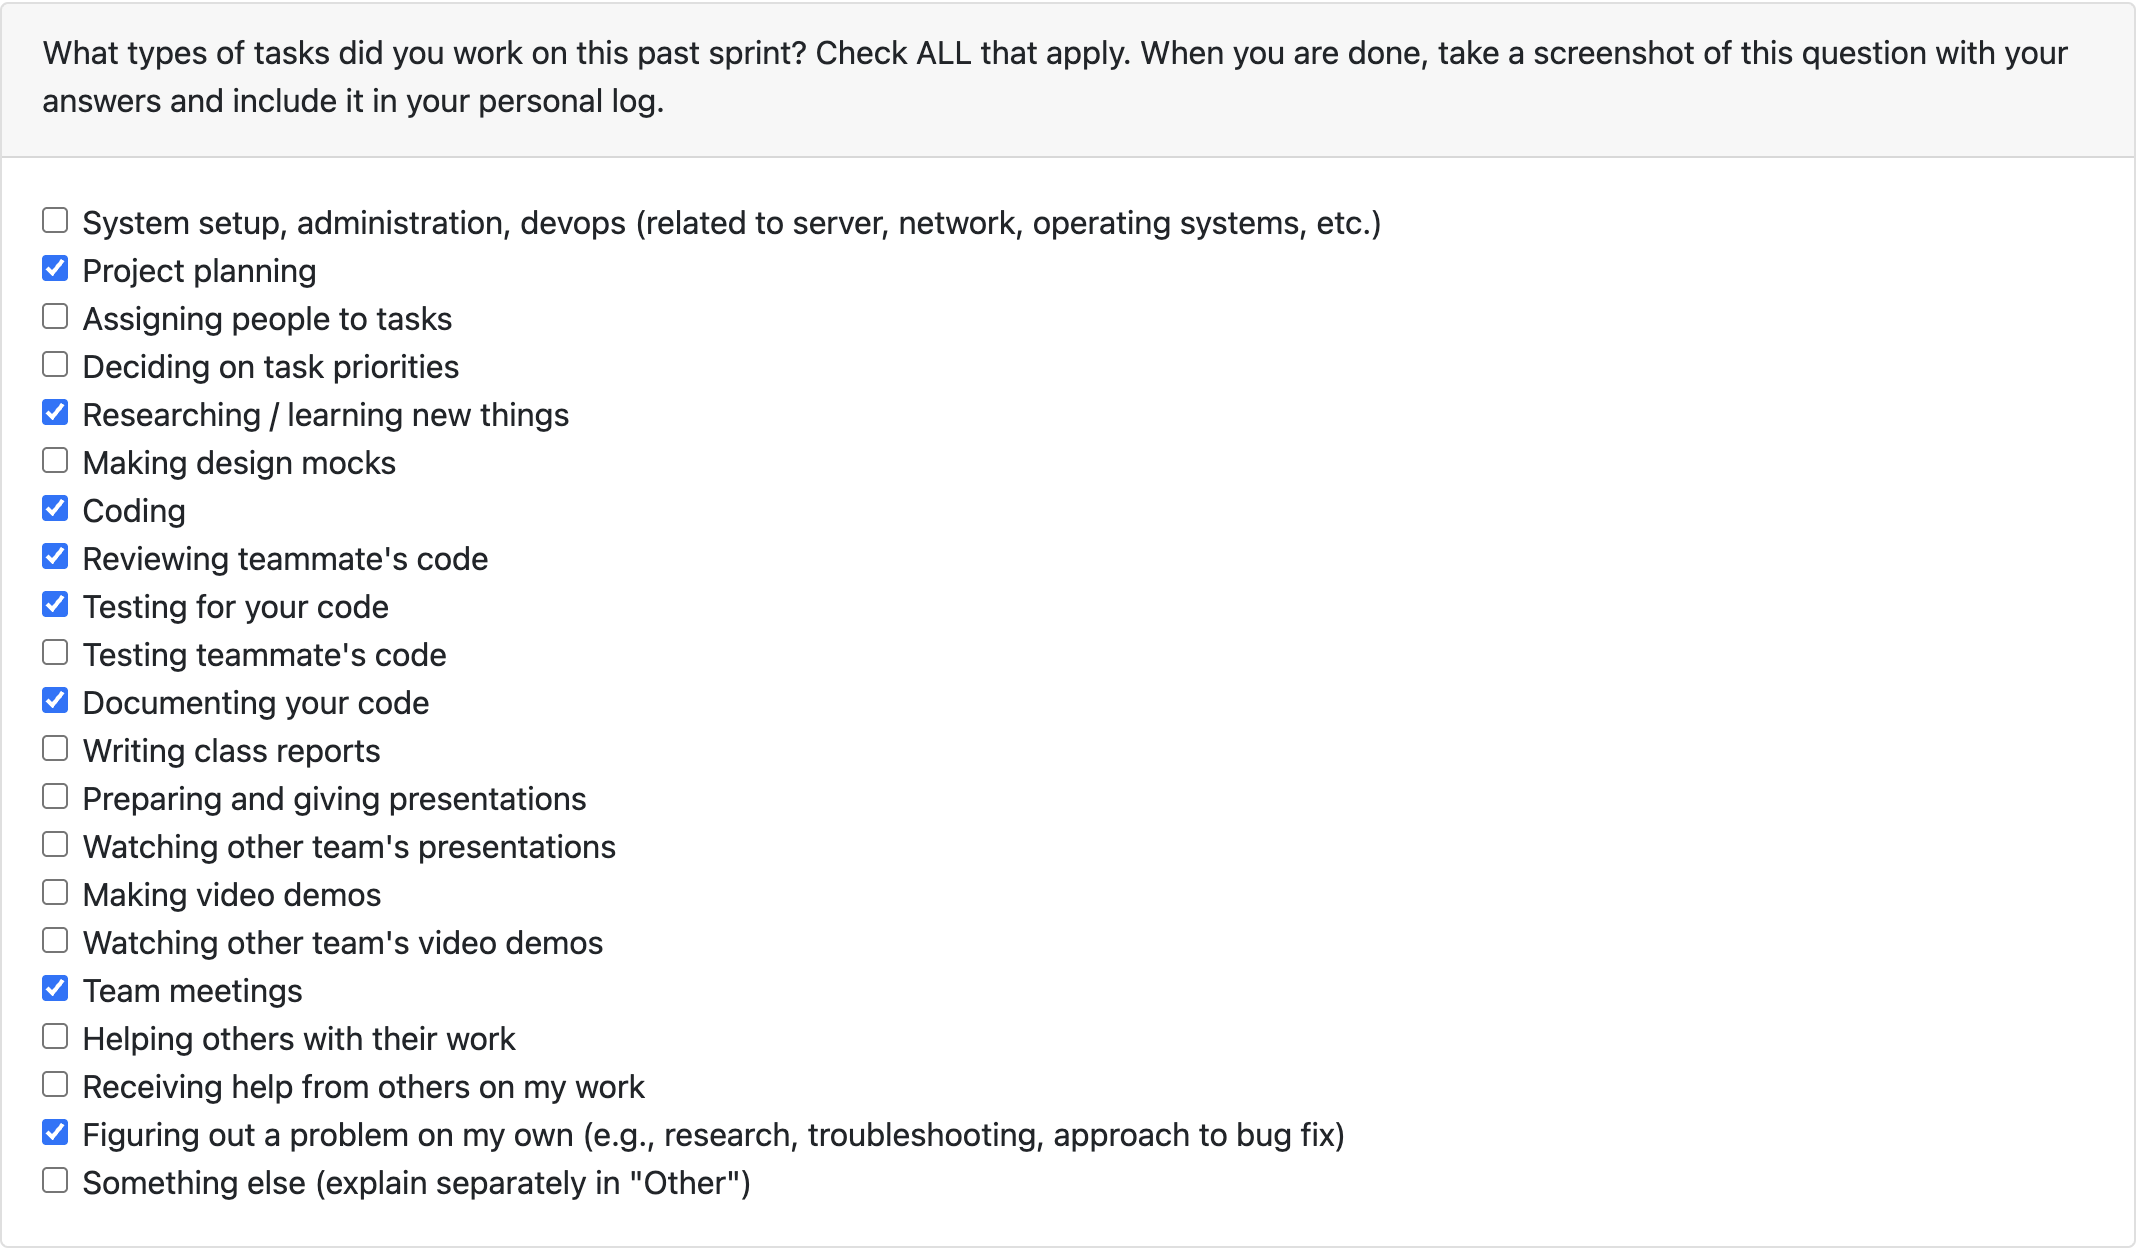 What types of tasks did you work on this past sprint? Check ALL that apply. When you are done, take a screenshot of this question with your
answers and include it in your personal log.
System setup, administration, devops (related to server, network, operating systems, etc.)
Project planning
Assigning people to tasks
Deciding on task priorities
Researching / learning new things
Making design mocks
Coding
Reviewing teammate's code
Testing for your code
Testing teammate's code
Documenting your code
Writing class reports
Preparing and giving presentations
Watching other team's presentations
Making video demos
Watching other team's video demos
Team meetings
Helping others with their work
Receiving help from others on my work
Figuring out a problem on my own (e.g., research, troubleshooting, approach to bug fix)
Something else (explain separately in "Other")